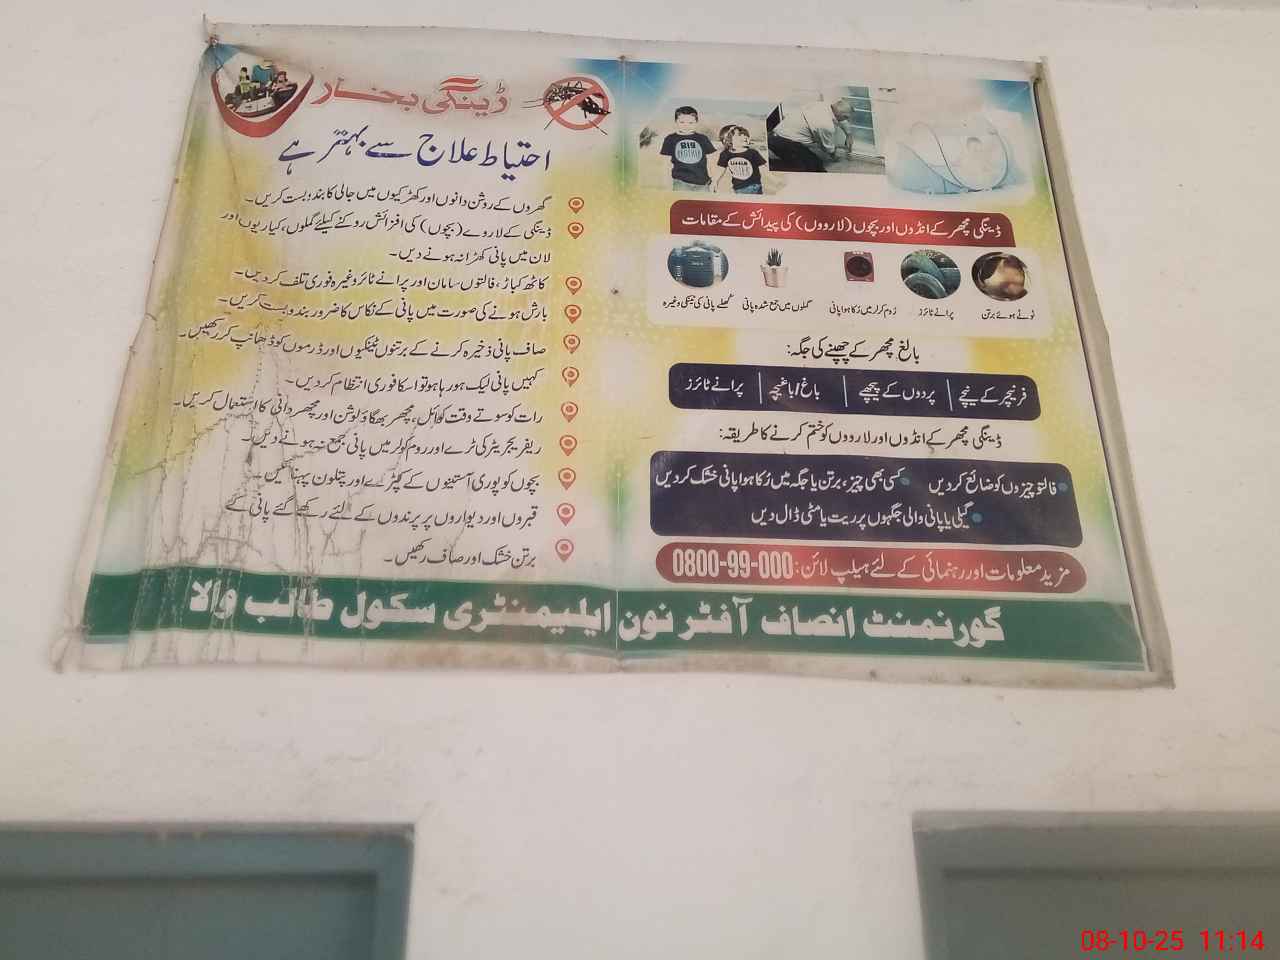 ڈینگی بخار
احتیاط علاج سے بہتر ہے
گھروں کے روشن دانوں اور کھڑکیوں میں جالی کا بندوبست کریں۔
ڈینگی کے لاروے (بچوں) کی افزائش روکنے کیلئے گملوں، کیاریوں اور
لان میں پانی کھڑا نہ ہونے دیں۔
کاٹھ کباڑ، فالتوں سامان اور پرانے ٹائر وغیرہ فوری تلف کر دیں۔
بارش ہونے کی صورت میں پانی کے نکاس کا ضرور بندوبست کریں۔
صاف پانی ذخیرہ کرنے کے برتنوں ٹینکیوں اور ڈرموں کو ڈھانپ کر رکھیں۔
کہیں پانی لیک ہو رہا ہو تو اسکا فوری انتظام کر دیں۔
رات کو سوتے وقت کوائل، مچھر بھگاؤ لوشن اور مچھر دانی کا استعمال کریں۔
ریفریجریٹر کی ٹرے اور روم کولر میں پانی جمع نہ ہونے دیں۔
بچوں کو پوری آستینوں کے کپڑے اور پتلون پہنائیں۔
قبروں اور دیواروں پر پرندوں کے لئے رکھے گئے پانی کے
برتن خشک اور صاف رکھیں۔
BIG
BROTHER
LITTLE
SISTER
ڈینگی مچھر کے انڈوں اور بچوں (لارووں) کی پیدائش کے مقامات
ٹوٹے ہوئے برتن
پرانے ٹائرز
روم کولر میں رکا ہوا پانی
گملوں میں جمع شدہ پانی
کھلے پانی کی ٹینکی وغیرہ
بالغ مچھر کے چھپنے کی جگہ:
فرنیچر کے نیچے | پردوں کے پیچھے | باغ/باغیچہ | پرانے ٹائرز
ڈینگی مچھر کے انڈوں اور لارووں کو ختم کرنے کا طریقہ:
• فالتو چیزوں کو ضائع کر دیں • کسی بھی چیز، برتن یا جگہ میں رُکا ہوا پانی خشک کر دیں
• گیلی یا پانی والی جگہوں پر ریت یا مٹی ڈال دیں
مزید معلومات اور رہنمائی کے لئے ہیلپ لائن: 0800-99-000
گورنمنٹ انصاف آفٹر نون ایلیمنٹری سکول طالب والا
08-10-25 11:14